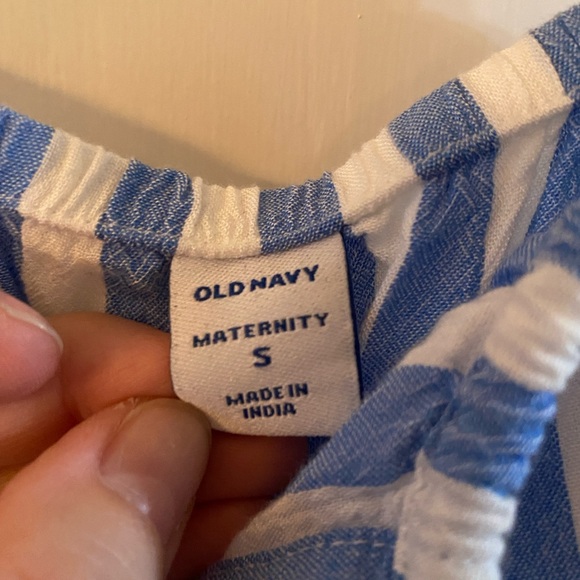 OLD NAVY
MATERNITY
S
MADE IN
INDIA